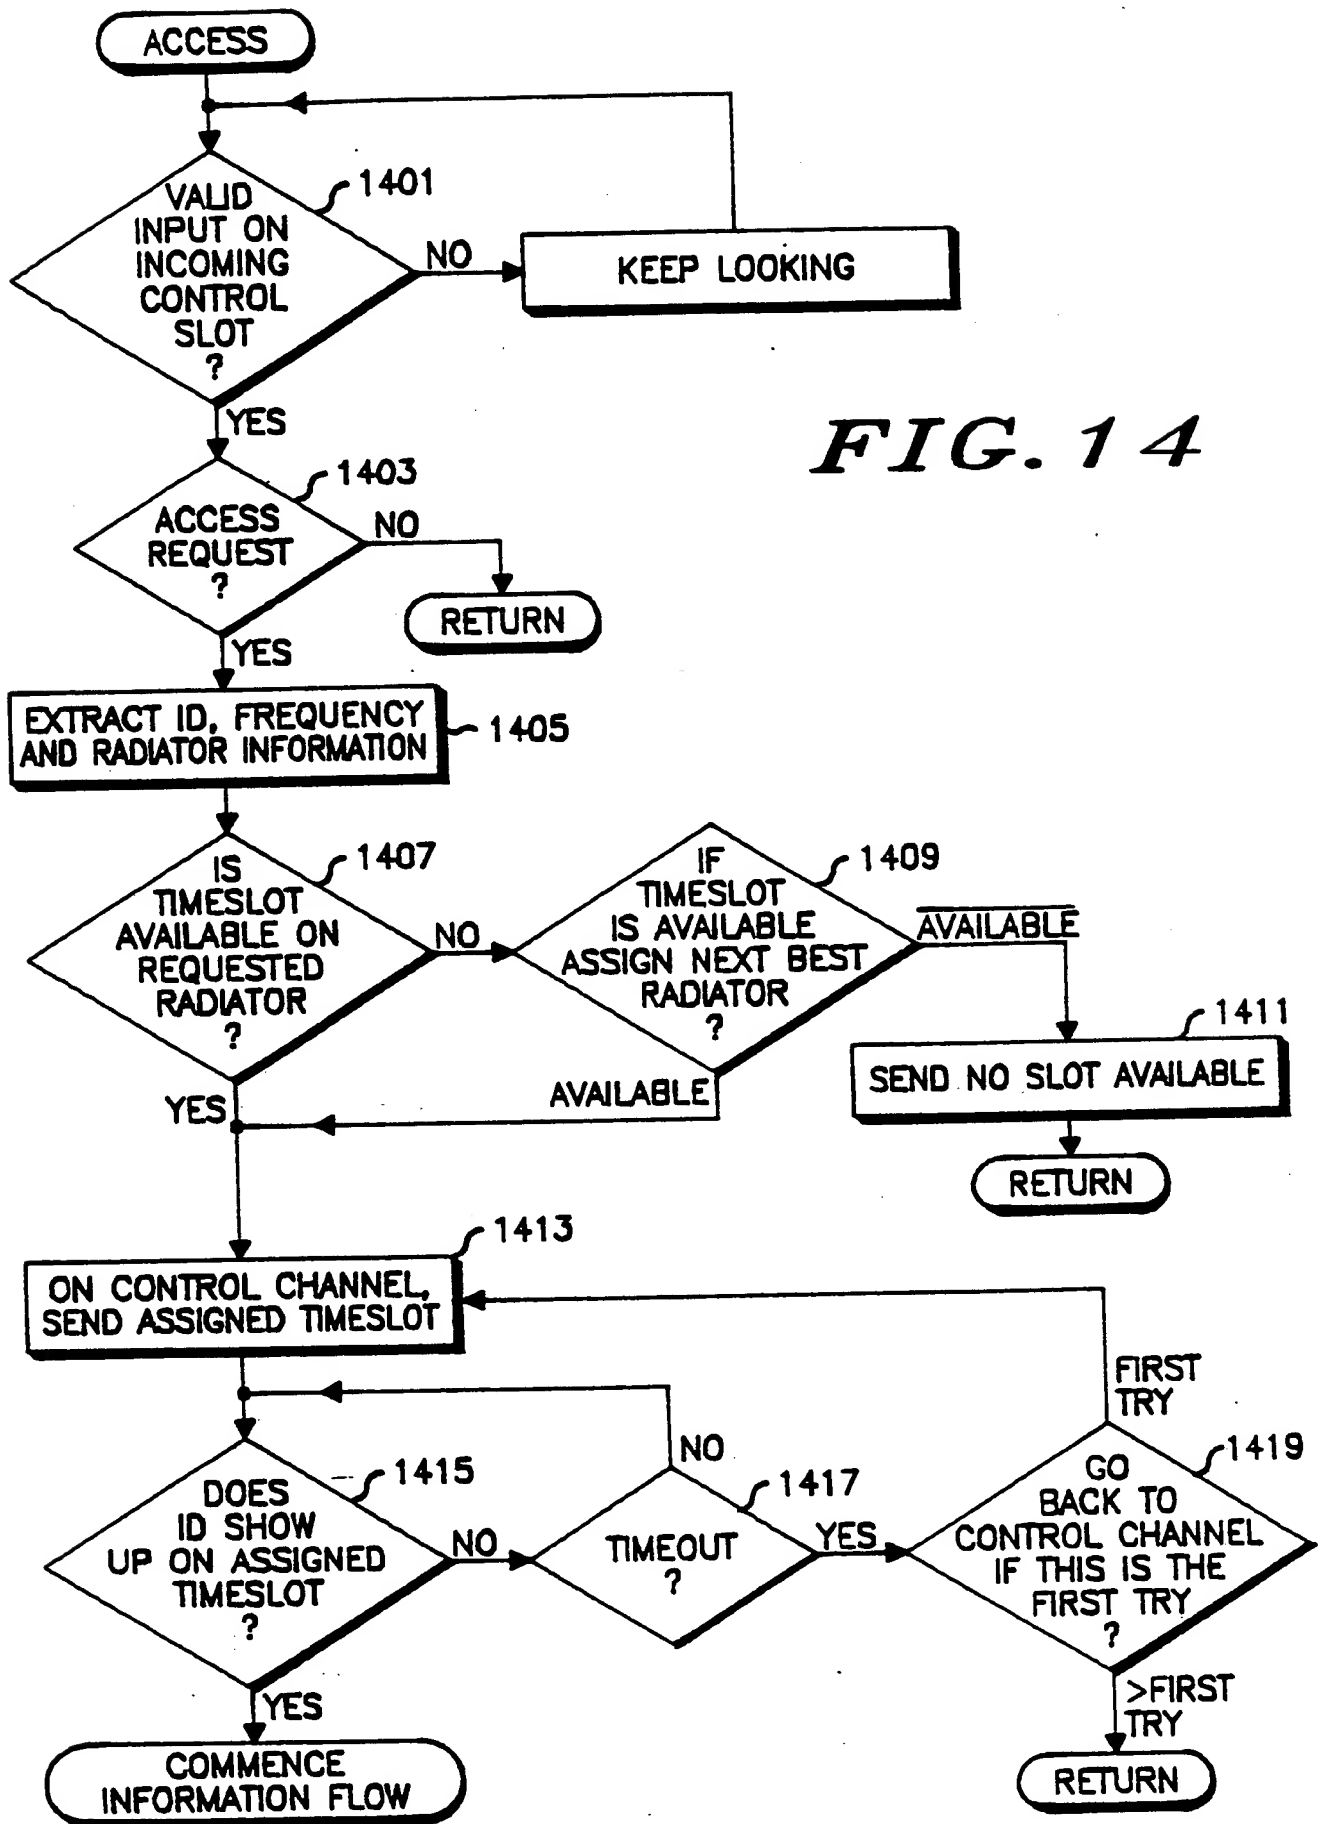 ACCESS
1401
VALID
INPUT ON
INCOMING
CONTROL
SLOT
?
NO
KEEP LOOKING
YES
FIG. 14
1403
ACCESS
REQUEST
?
NO
RETURN
YES
EXTRACT ID, FREQUENCY
AND RADIATOR INFORMATION
1405
1407
IS
TIMESLOT
AVAILABLE ON
REQUESTED
RADIATOR
?
NO
1409
IF
TIMESLOT
IS AVAILABLE
ASSIGN NEXT BEST
RADIATOR
?
AVAILABLE
1411
SEND NO SLOT AVAILABLE
RETURN
YES
AVAILABLE
1413
ON CONTROL CHANNEL,
SEND ASSIGNED TIMESLOT
FIRST
TRY
1415
DOES
ID SHOW
UP ON ASSIGNED
TIMESLOT
?
NO
NO
1417
TIMEOUT
?
YES
1419
GO
BACK TO
CONTROL CHANNEL
IF THIS IS THE
FIRST TRY
?
YES
COMMENCE
INFORMATION FLOW
>FIRST
TRY
RETURN